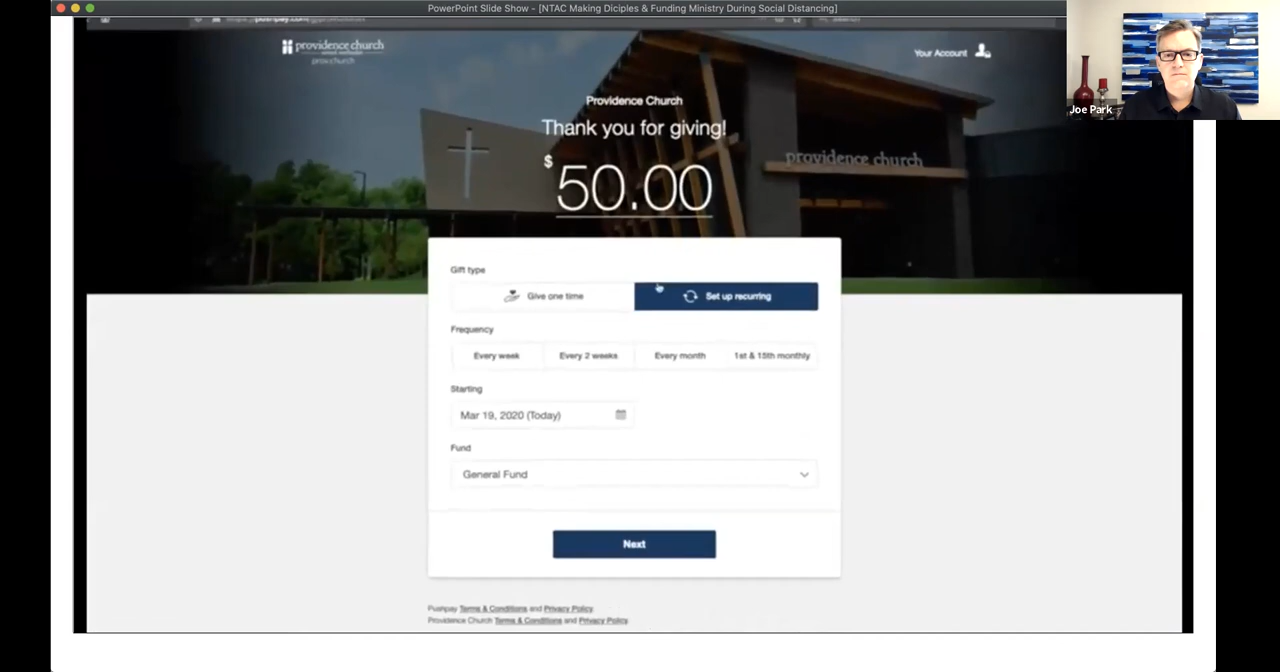 PowerPoint Slide Show - [NTAC Making Diciples & Funding Ministry During Social Distancing]
providence church
Your Account
Joe Park
Providence Church
Thank you for giving!
providence church
$ 50.00
Gift type
Give one time
Set up recurring
Frequency
Every week Every 2 weeks Every month 1st & 15th monthly
Starting
Mar 19, 2020 (Today)
Fund
General Fund
Next
Pushpay Terms & Conditions and Privacy Policy
Providence Church Terms & Conditions and Privacy Policy